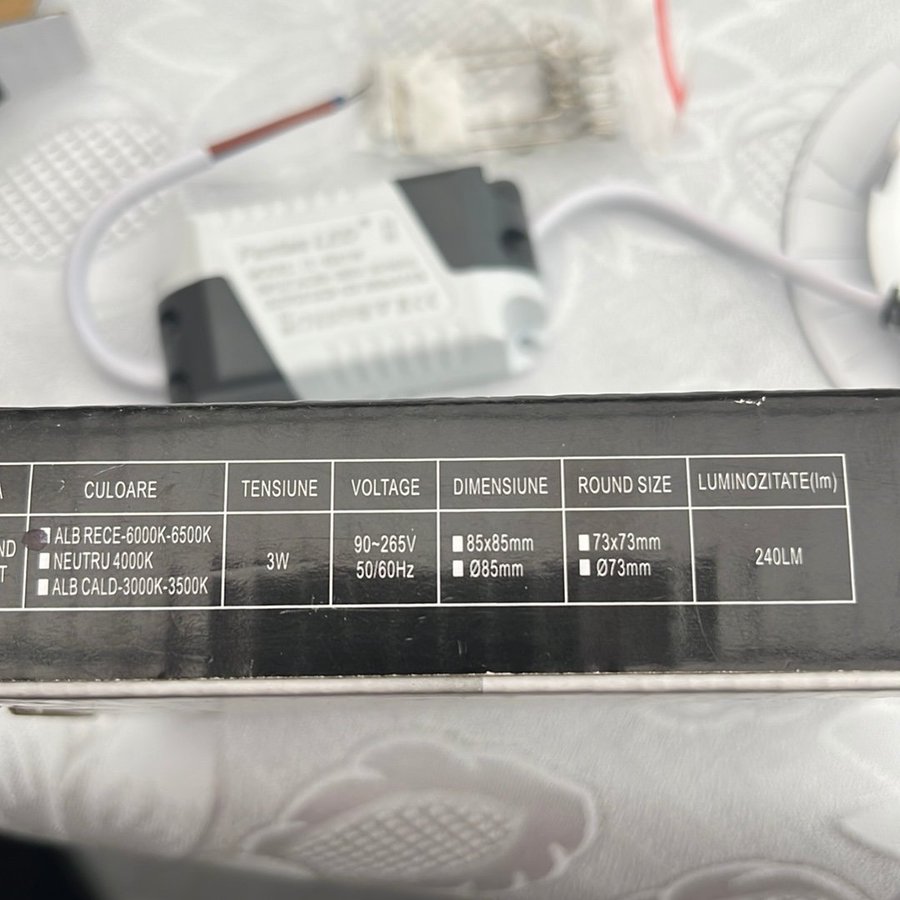 CULOARE
TENSIUNE
VOLTAGE
DIMENSIUNE
ROUND SIZE
LUMINOZITATE(lm)
ALB RECE-6000K-6500K
NEUTRU 4000K
ALB CALD-3000K-3500K
3W
90~265V
50/60Hz
85x85mm
Ø85mm
73x73mm
Ø73mm
240LM